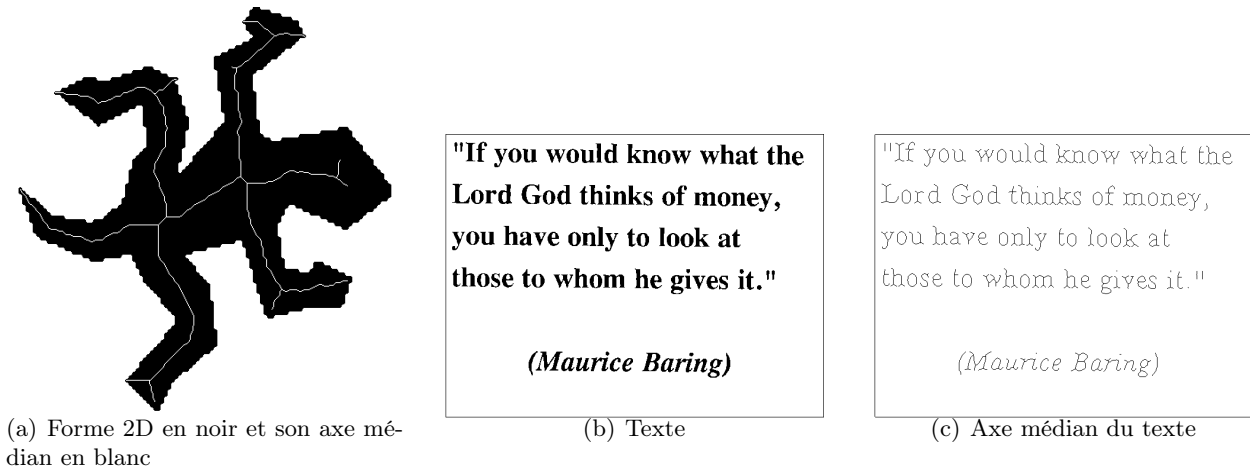 "If you would know what the
Lord God thinks of money,
you have only to look at
those to whom he gives it."
(Maurice Baring)
"If you would know what the
Lord God thinks of money,
you have only to look at
those to whom he gives it."
(Maurice Baring)
(a) Forme 2D en noir et son axe mé-
dian en blanc
(b) Texte
(c) Axe médian du texte